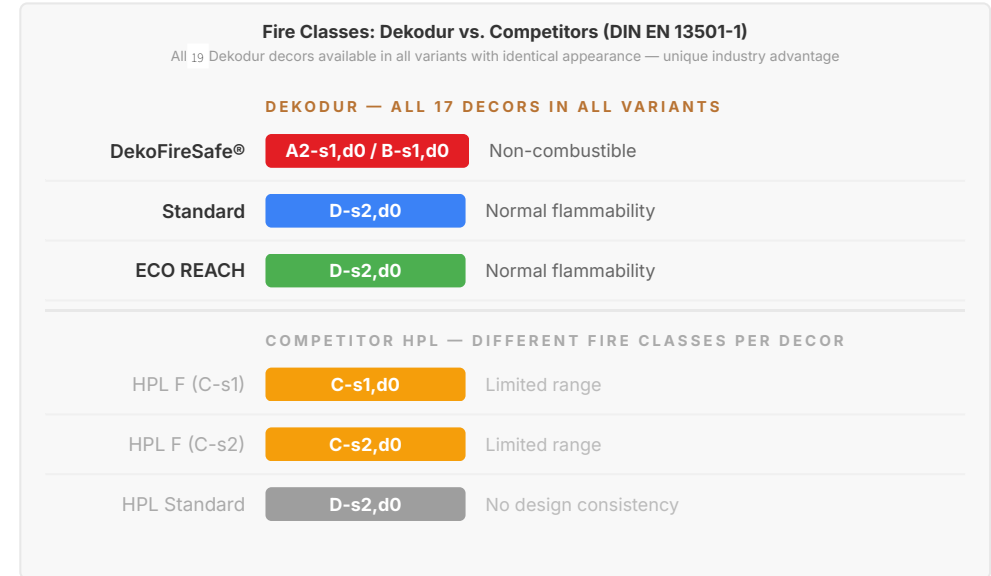 Fire Classes: Dekodur vs. Competitors (DIN EN 13501-1)
All 19 Dekodur decors available in all variants with identical appearance — unique industry advantage
DEKODUR — ALL 17 DECORS IN ALL VARIANTS
DekoFireSafe® A2-s1,d0 / B-s1,d0 Non-combustible
Standard D-s2,d0 Normal flammability
ECO REACH D-s2,d0 Normal flammability
COMPETITOR HPL — DIFFERENT FIRE CLASSES PER DECOR
HPL F (C-s1) C-s1,d0 Limited range
HPL F (C-s2) C-s2,d0 Limited range
HPL Standard D-s2,d0 No design consistency